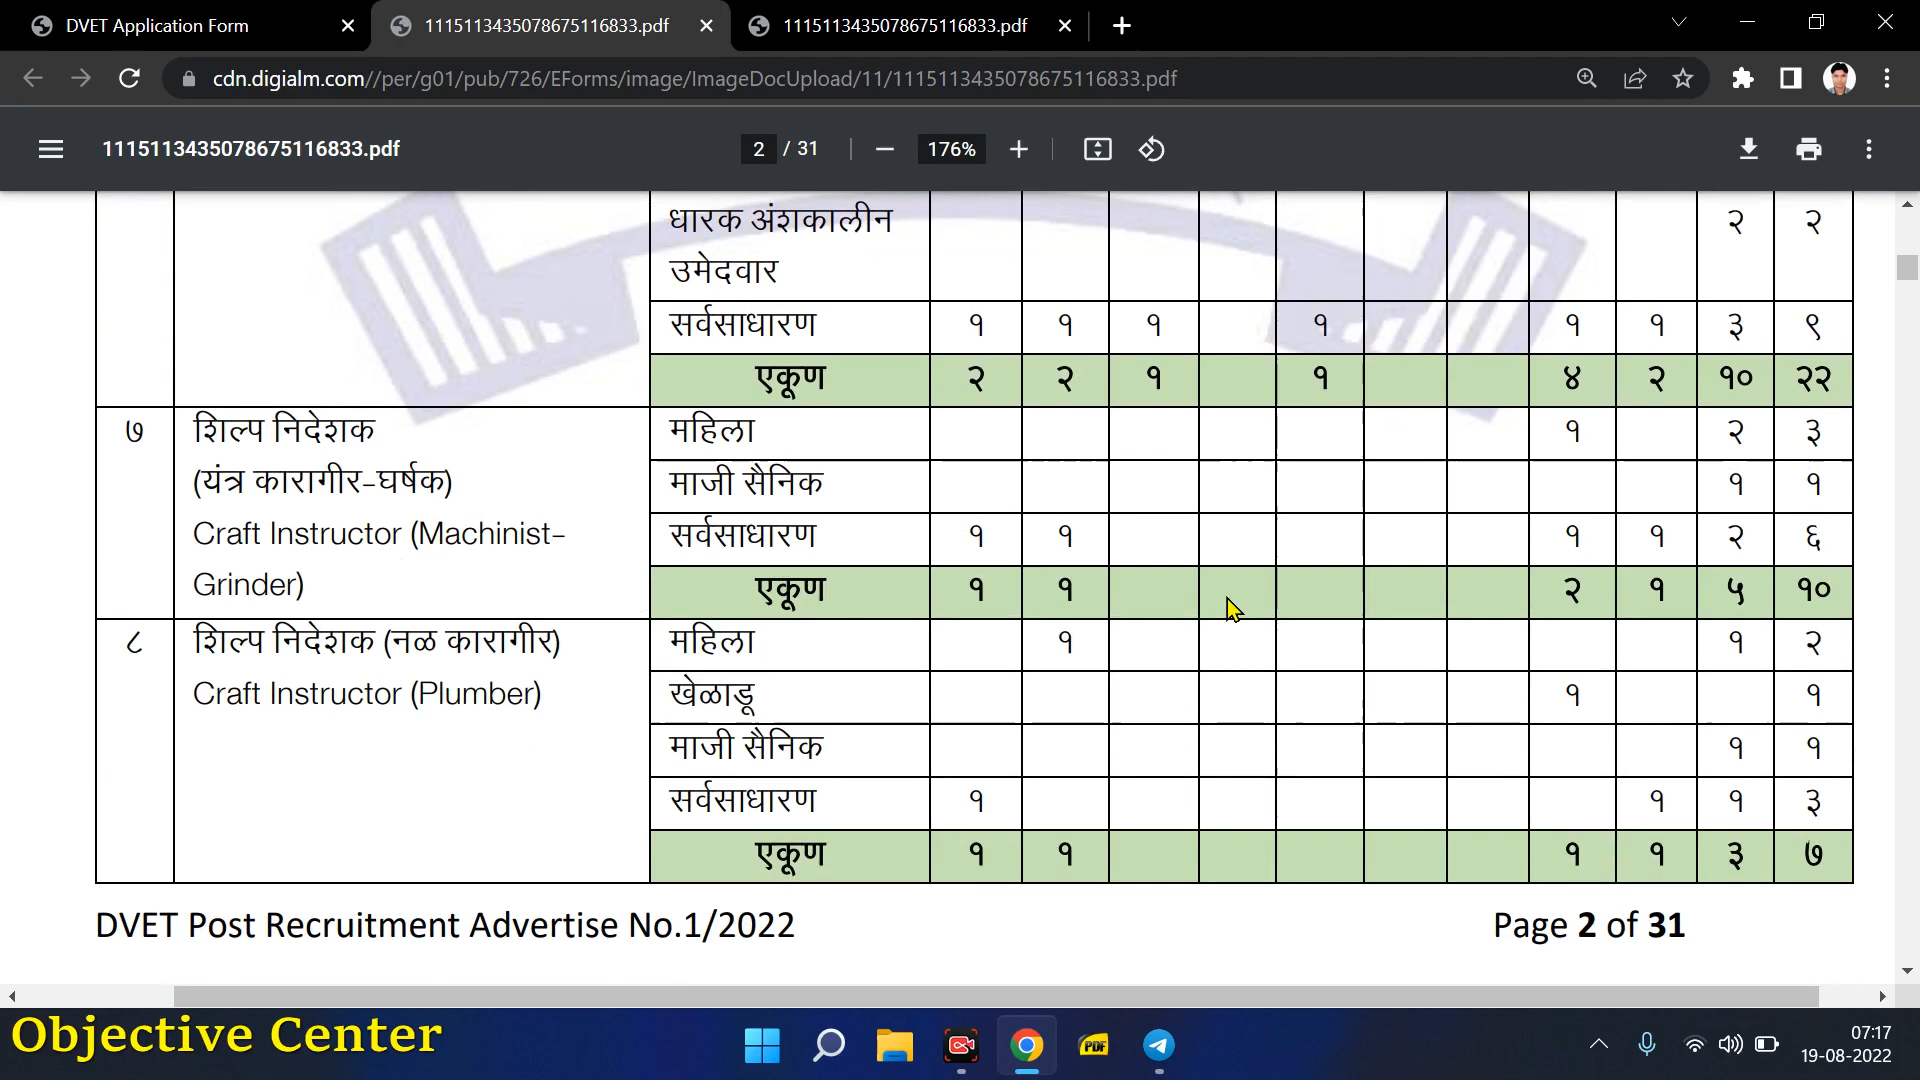 DVET Application Form
1115113435078675116833.pdf
1115113435078675116833.pdf
cdn.digialm.com//per/g01/pub/726/EForms/image/ImageDocUpload/11/1115113435078675116833.pdf
1115113435078675116833.pdf
2 / 31
176%
धारक अंशकालीन २ २
उमेदवार
सर्वसाधारण १ १ १ १ १ १ ३ ९
एकूण २ २ १ १ ४ २ १० २२
७ शिल्प निदेशक महिला १ २ ३
(यंत्र कारागीर-घर्षक) माजी सैनिक १ १
Craft Instructor (Machinist- सर्वसाधारण १ १ १ १ २ ६
Grinder) एकूण १ १ २ १ ५ १०
८ शिल्प निदेशक (नळ कारागीर) महिला १ १ २
Craft Instructor (Plumber) खेळाडू १ १
माजी सैनिक १ १
सर्वसाधारण १ १ १ ३
एकूण १ १ १ १ ३ ७
DVET Post Recruitment Advertise No.1/2022 Page 2 of 31
Objective Center
PDF
07:17
19-08-2022